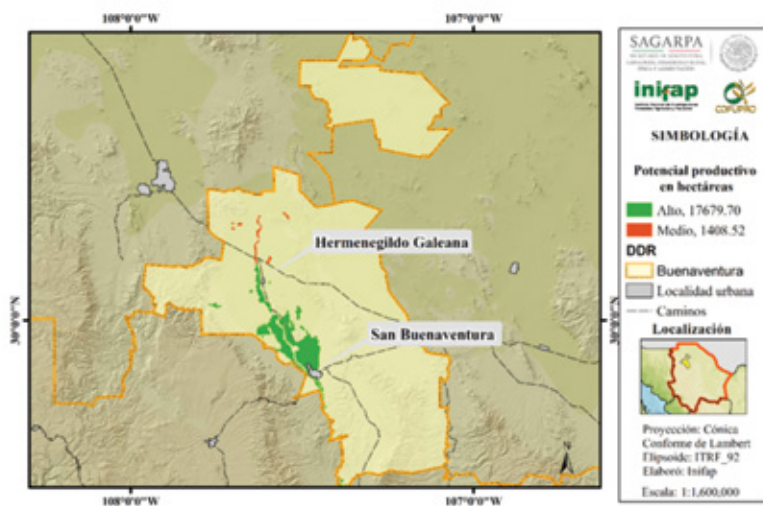 108°0'0"W
107°0'0"W
30°0'0"N
Hermenegildo Galeana
San Buenaventura
30°0'0"N
108°0'0"W
107°0'0"W
N
SAGARPA
inifap
COFUPRO
SIMBOLOGÍA
Potencial productivo
en hectáreas
Alto, 17679.70
Medio, 1408.52
DDR
Buenaventura
Localidad urbana
Caminos
Localización
Proyección: Cónica
Conforme de Lambert
Elipsoide: ITRF_92
Elaboró: Inifap
Escala: 1:1,600,000